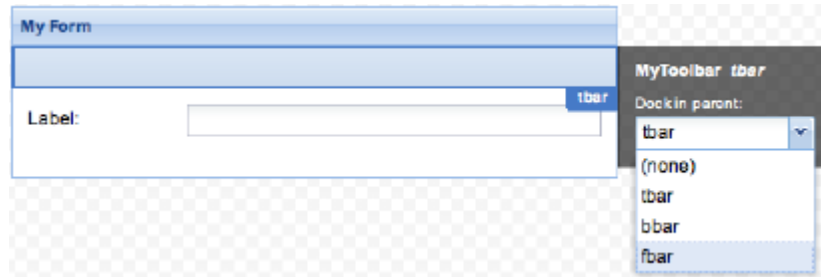 My Form
tbar
Label:
MyToolbar tbar
Dock in parent:
tbar
(none)
tbar
bbar
fbar